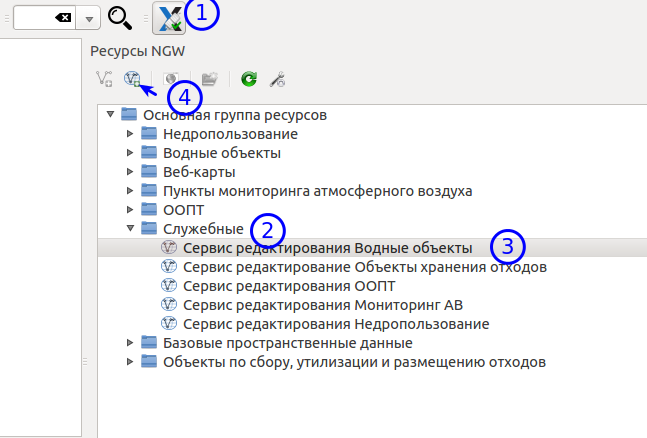 1
Ресурсы NGW
4
Основная группа ресурсов
Недропользование
Водные объекты
Веб-карты
Пункты мониторинга атмосферного воздуха
ООПТ
Служебные 2
Сервис редактирования Водные объекты 3
Сервис редактирование Объекты хранения отходов
Сервис редактирования ООПТ
Сервис редактирования Мониторинг АВ
Сервис редактирования Недропользование
Базовые пространственные данные
Объекты по сбору, утилизации и размещению отходов